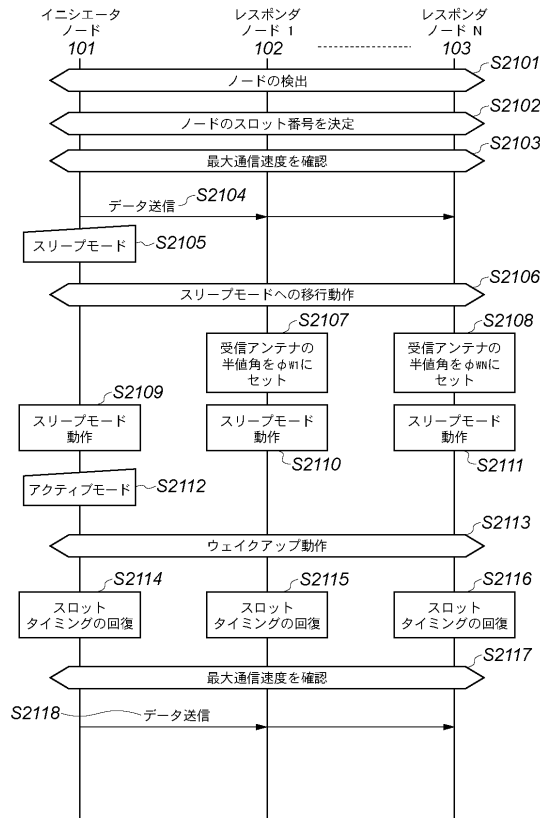 イニシエータ
ノード
101
レスポンダ
ノード 1
102
レスポンダ
ノード N
103
S2101
ノードの検出
S2102
ノードのスロット番号を決定
S2103
最大通信速度を確認
S2104
データ送信
スリープモード
S2105
S2106
スリープモードへの移行動作
S2107
受信アンテナの
半値角をφW1に
セット
S2108
受信アンテナの
半値角をφWNに
セット
S2109
スリープモード
動作
スリープモード
動作
S2110
スリープモード
動作
S2111
アクティブモード
S2112
S2113
ウェイクアップ動作
S2114
スロット
タイミングの回復
S2115
スロット
タイミングの回復
S2116
スロット
タイミングの回復
S2117
最大通信速度を確認
S2118
データ送信